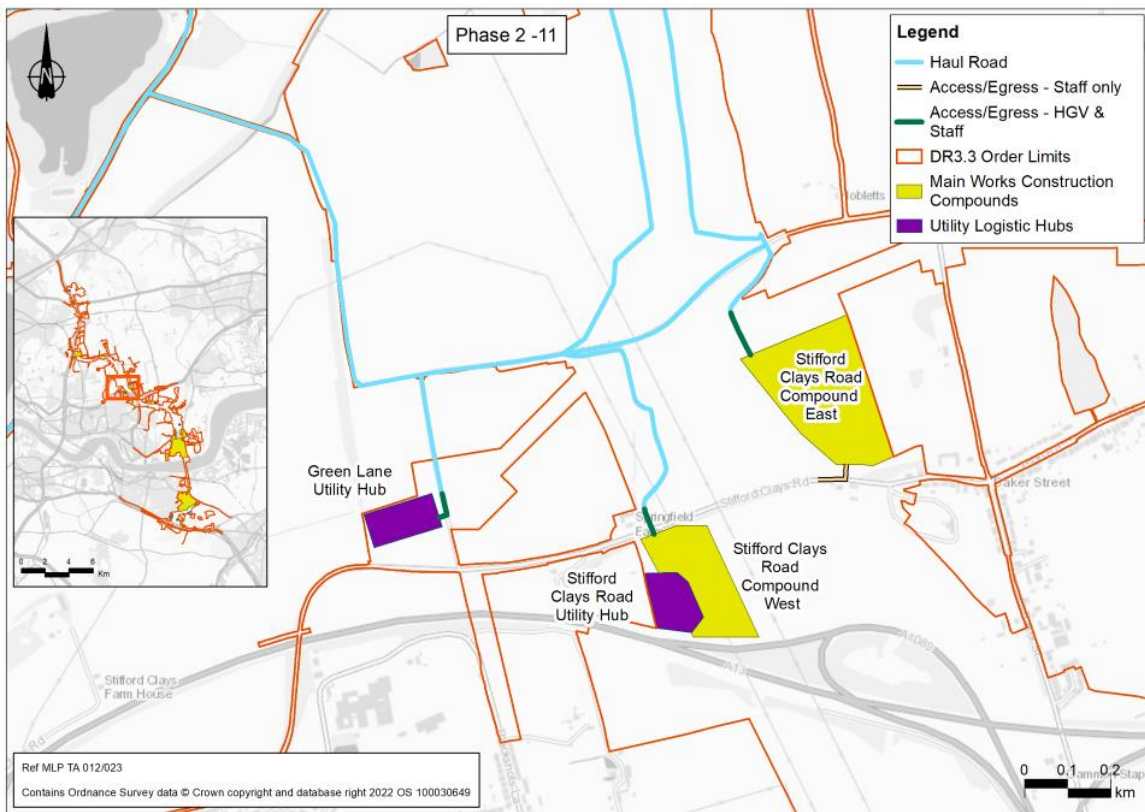 Phase 2 -11
Legend
Haul Road
Access/Egress - Staff only
Access/Egress - HGV &
Staff
DR3.3 Order Limits
Main Works Construction
Compounds
Utility Logistic Hubs
N
Stifford
Clays Road
Compound
East
Green Lane
Utility Hub
Stifford Clays Rd
Baker Street
Stifford Clays
Road
Compound
West
Stifford
Clays Road
Utility Hub
A1089
A13
Stifford Clays
Farm House
Rd
0 2 4 6
Km
0 0.1 0.2
km
Ref MLP TA 012/023
Contains Ordnance Survey data © Crown copyright and database right 2022 OS 100030649